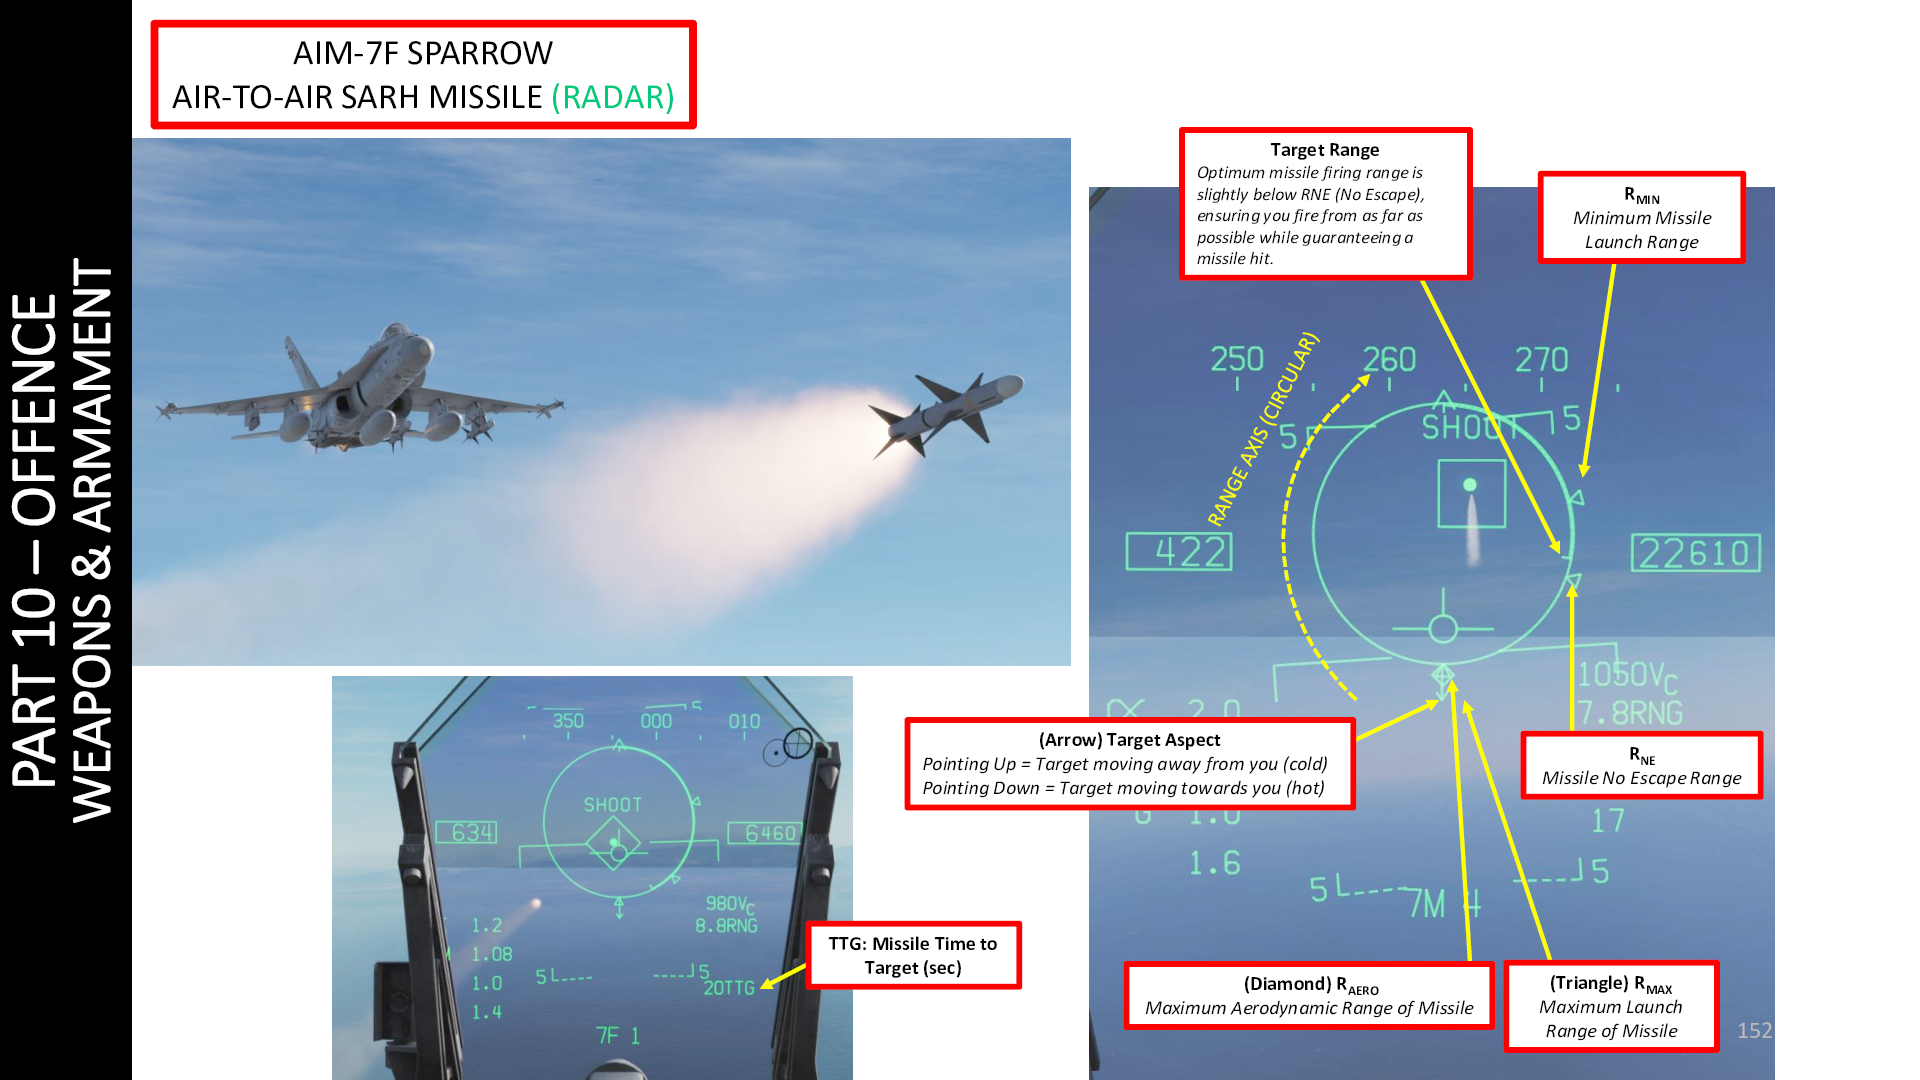 PART 10 – OFFENCE
WEAPONS & ARMAMENT
AIM-7F SPARROW
AIR-TO-AIR SARH MISSILE (RADAR)
Target Range
Optimum missile firing range is
slightly below RNE (No Escape),
ensuring you fire from as far as
possible while guaranteeing a
missile hit.
RMIN
Minimum Missile
Launch Range
RANGE AXIS (CIRCULAR)
250 260 270
SHOOT
5 5
422
22610
1050VC
7.8RNG
α 2.0
(Arrow) Target Aspect
Pointing Up = Target moving away from you (cold)
Pointing Down = Target moving towards you (hot)
RNE
Missile No Escape Range
G 1.0
17
1.6
5 5
7M 4
(Diamond) RAERO
Maximum Aerodynamic Range of Missile
(Triangle) RMAX
Maximum Launch
Range of Missile
5
350 000 010
SHOOT
634
6460
980VC
8.8RNG
1.2
M 1.08
1.0
1.4
5 5
20TTG
7F 1
TTG: Missile Time to
Target (sec)
152